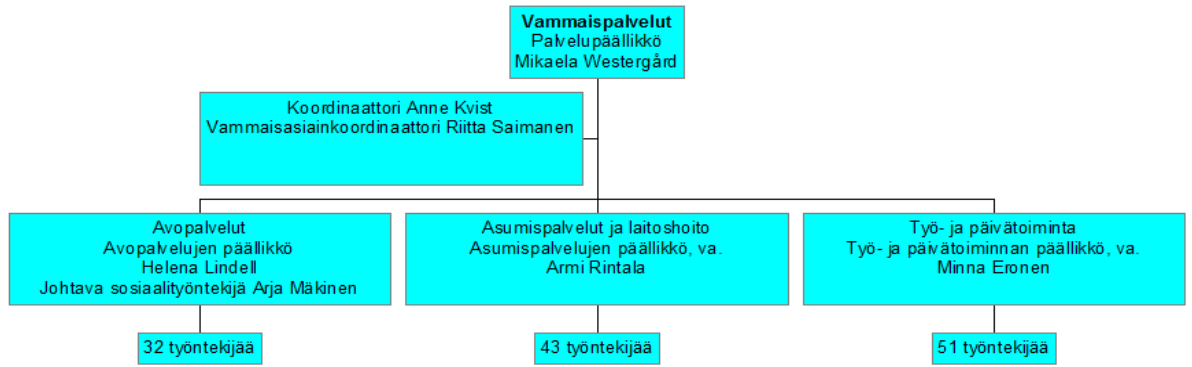 Vammaispalvelut
Palvelupäällikkö
Mikaela Westergård
Koordinaattori Anne Kvist
Vammaisasiainkoordinaattori Riitta Saimanen
Avopalvelut
Avopalvelujen päällikkö
Helena Lindell
Johtava sosiaalityöntekijä Arja Mäkinen
Asumispalvelut ja laitoshoito
Asumispalvelujen päällikkö, va.
Armi Rintala
Työ- ja päivätoiminta
Työ- ja päivätoiminnan päällikkö, va.
Minna Eronen
32 työntekijää
43 työntekijää
51 työntekijää